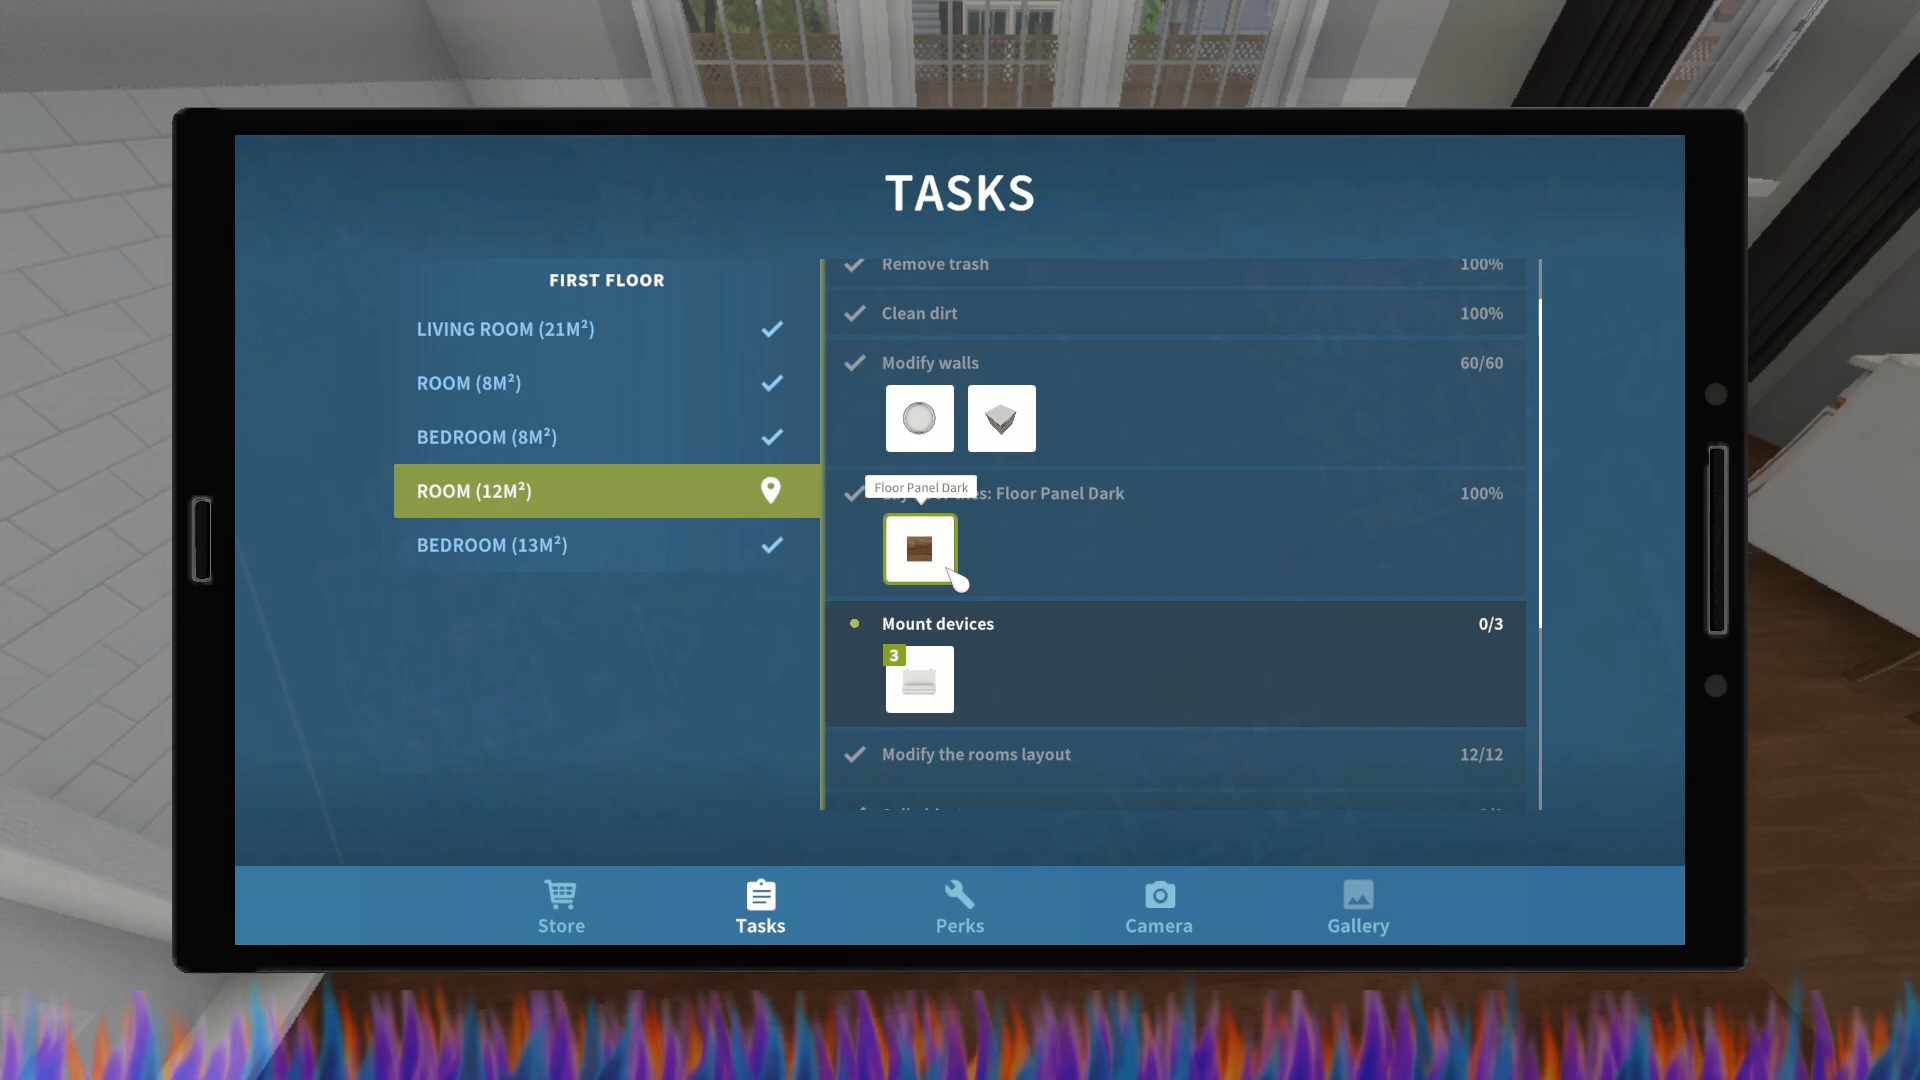 TASKS
FIRST FLOOR
LIVING ROOM (21M²)
ROOM (8M²)
BEDROOM (8M²)
ROOM (12M²)
BEDROOM (13M²)
Remove trash 100%
Clean dirt 100%
Modify walls 60/60
Floor Panel Dark
: Floor Panel Dark 100%
Mount devices 0/3
3
Modify the rooms layout 12/12
Store
Tasks
Perks
Camera
Gallery